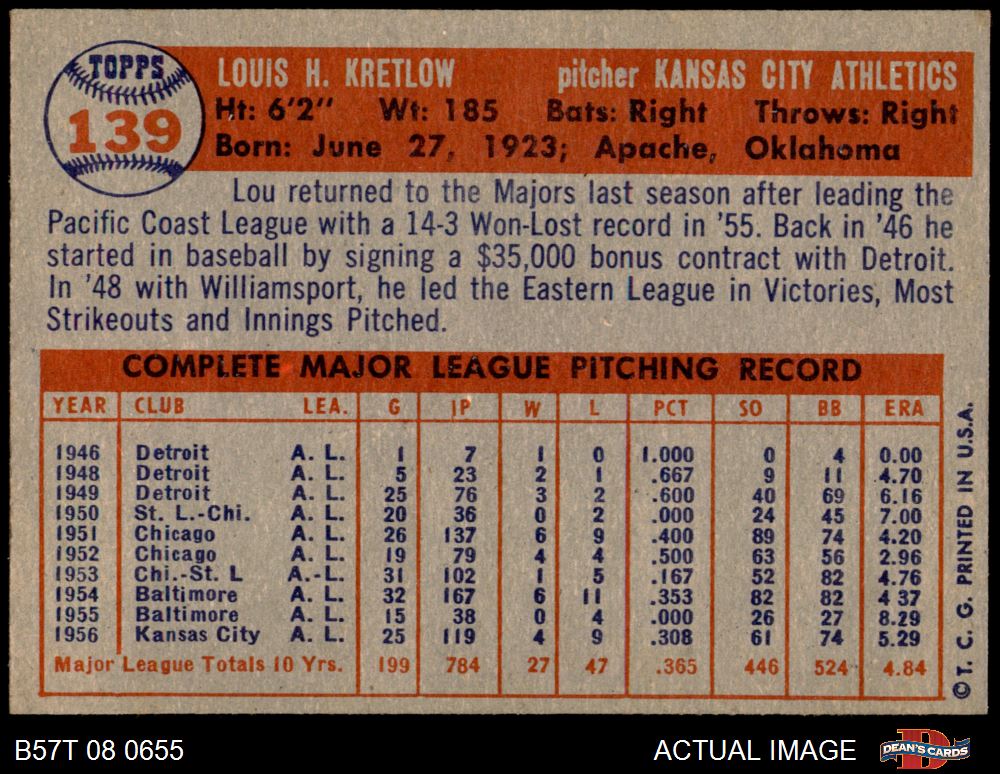 TOPPS
139
LOUIS H. KRETLOW pitcher KANSAS CITY ATHLETICS
Ht: 6'2" Wt: 185 Bats: Right Throws: Right
Born: June 27, 1923; Apache, Oklahoma
Lou returned to the Majors last season after leading the
Pacific Coast League with a 14-3 Won-Lost record in '55. Back in '46 he
started in baseball by signing a $35,000 bonus contract with Detroit.
In '48 with Williamsport, he led the Eastern League in Victories, Most
Strikeouts and Innings Pitched.
COMPLETE MAJOR LEAGUE PITCHING RECORD
YEAR CLUB LEA. G IP W L PCT SO BB ERA
1946 Detroit A. L. 1 7 1 0 1.000 0 4 0.00
1948 Detroit A. L. 5 23 2 1 .667 9 11 4.70
1949 Detroit A. L. 25 76 3 2 .600 40 69 6.16
1950 St. L.-Chi. A. L. 20 36 0 2 .000 24 45 7.00
1951 Chicago A. L. 26 137 6 9 .400 89 74 4.20
1952 Chicago A. L. 19 79 4 4 .500 63 56 2.96
1953 Chi.-St. L A.-L. 31 102 1 5 .167 52 82 4.76
1954 Baltimore A. L. 32 167 6 11 .353 82 82 4 37
1955 Baltimore A. L. 15 38 0 4 .000 26 27 8.29
1956 Kansas City A. L. 25 119 4 9 .308 61 74 5.29
Major League Totals 10 Yrs. 199 784 27 47 .365 446 524 4.84
©T. C. G. PRINTED IN U.S.A.
B57T 08 0655 ACTUAL IMAGE DEAN'S CARDS